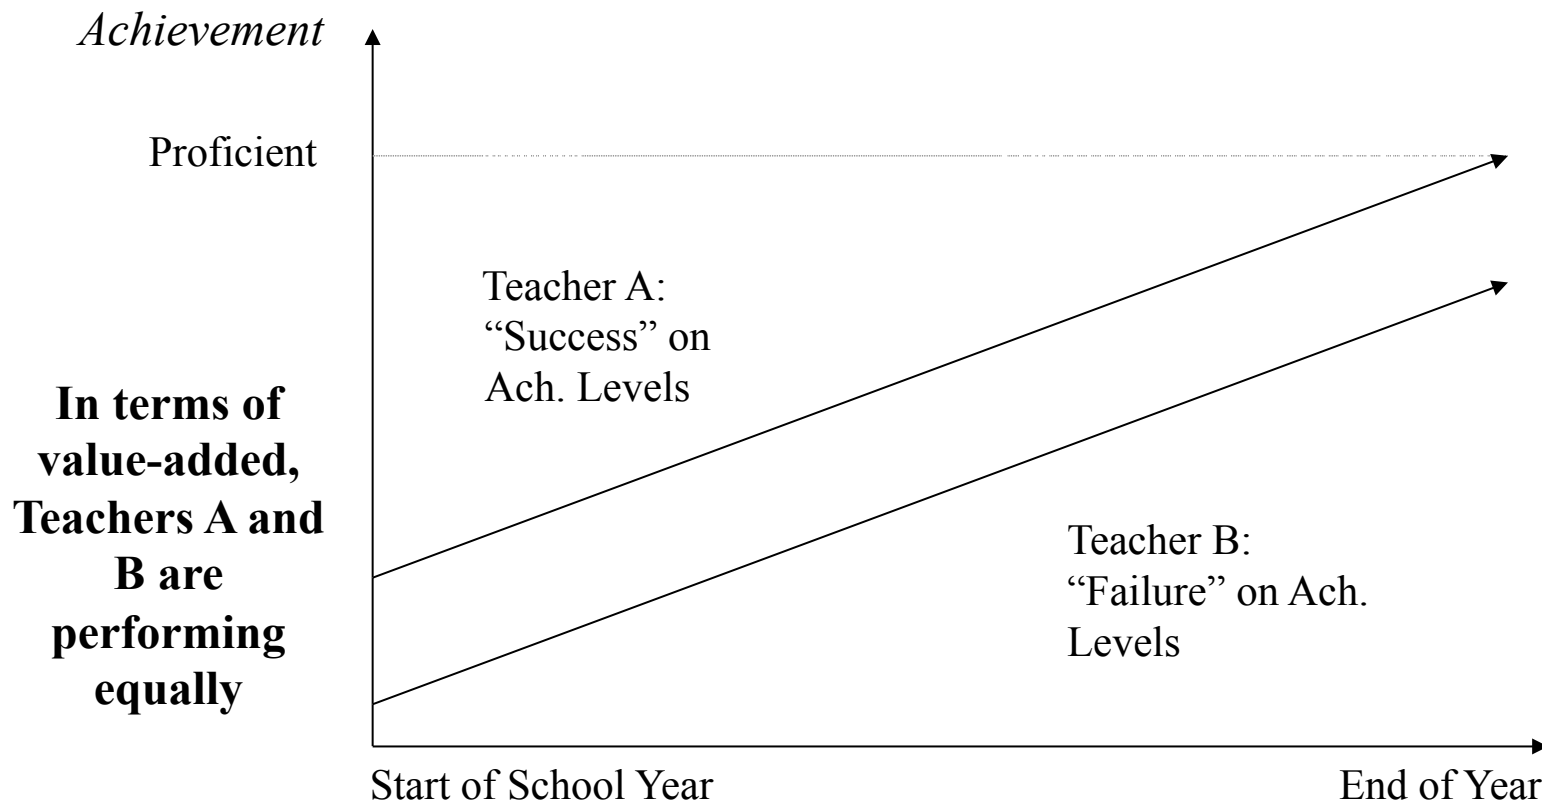 Achievement
Proficient
Teacher A:
“Success” on
Ach. Levels
In terms of
value-added,
Teachers A and
B are
performing
equally
Teacher B:
“Failure” on Ach.
Levels
Start of School Year
End of Year